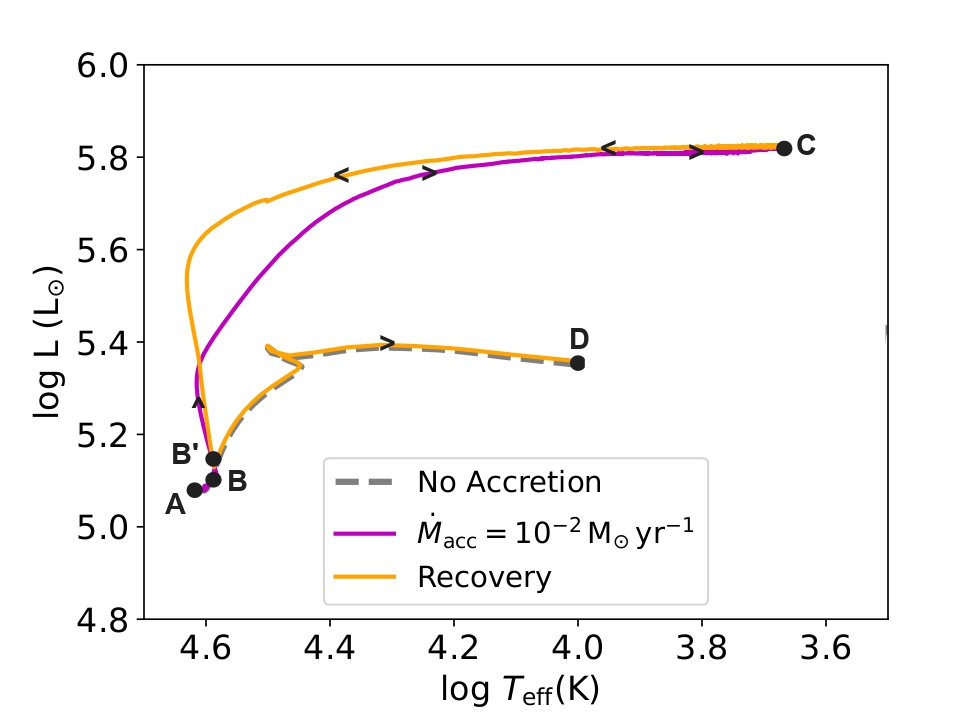 6.0
5.8
5.6
5.4
5.2
5.0
4.8
log L (L⊙)
C
D
B'
B
A
No Accretion
Ṁacc = 10⁻² M⊙ yr⁻¹
Recovery
4.6 4.4 4.2 4.0 3.8 3.6
log Teff(K)